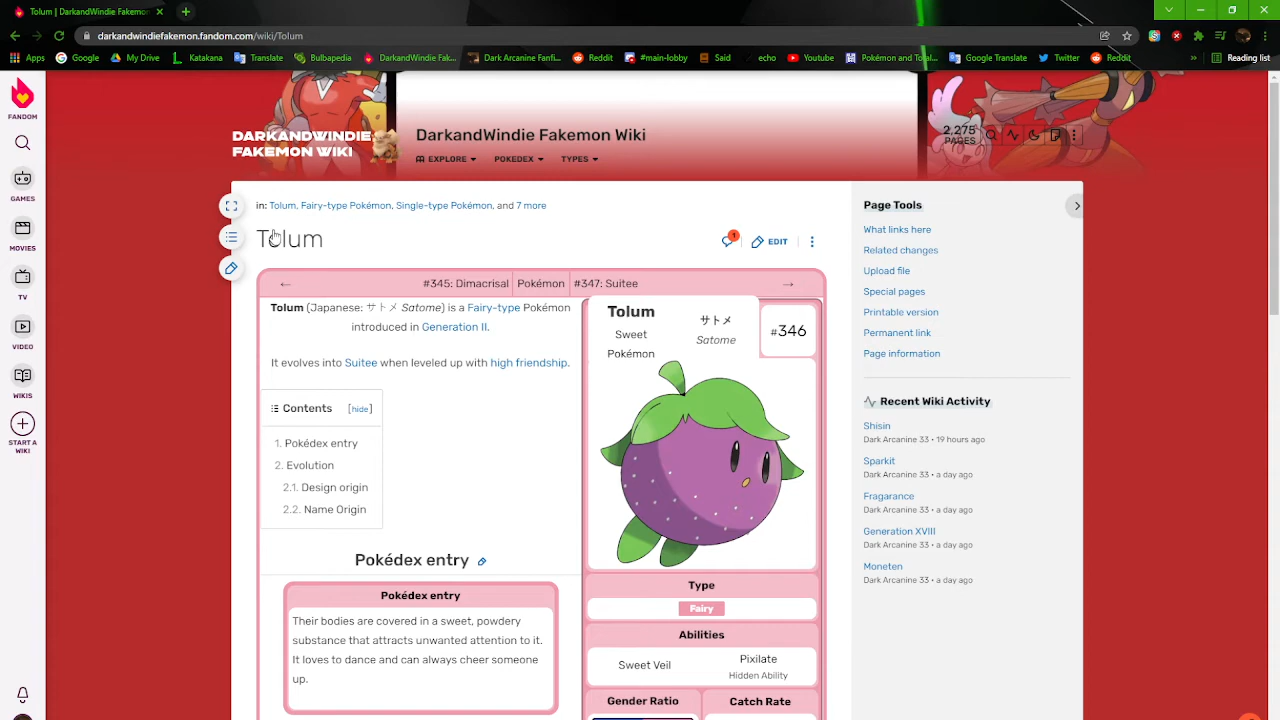 Tolum | DarkandWindie Fakemon
darkandwindiefakemon.fandom.com/wiki/Tolum
Apps Google My Drive Katakana Translate Bulbapedia DarkandWindie Fak... Dark Arcanine Fanfi... Reddit #main-lobby Said echo Youtube Pokémon and Total... Google Translate Twitter Reddit » Reading list
FANDOM
GAMES
MOVIES
TV
VIDEO
WIKIS
START A
WIKI
DARKANDWINDIE
FAKEMON WIKI
DarkandWindie Fakemon Wiki
EXPLORE POKEDEX TYPES
2,275
PAGES
in: Tolum, Fairy-type Pokémon, Single-type Pokémon, and 7 more
Tolum
1
EDIT
← #345: Dimacrisal Pokémon #347: Suitee →
Tolum (Japanese: サトメ Satome) is a Fairy-type Pokémon
introduced in Generation II.
It evolves into Suitee when leveled up with high friendship.
Contents [hide]
1. Pokédex entry
2. Evolution
2.1. Design origin
2.2. Name Origin
Pokédex entry
Pokédex entry
Their bodies are covered in a sweet, powdery
substance that attracts unwanted attention to it.
It loves to dance and can always cheer someone
up.
Tolum
Sweet
Pokémon
サトメ
Satome
#346
Type
Fairy
Abilities
Sweet Veil
Pixilate
Hidden Ability
Gender Ratio
Catch Rate
Page Tools
What links here
Related changes
Upload file
Special pages
Printable version
Permanent link
Page information
Recent Wiki Activity
Shisin
Dark Arcanine 33 • 19 hours ago
Sparkit
Dark Arcanine 33 • a day ago
Fragarance
Dark Arcanine 33 • a day ago
Generation XVIII
Dark Arcanine 33 • a day ago
Moneten
Dark Arcanine 33 • a day ago